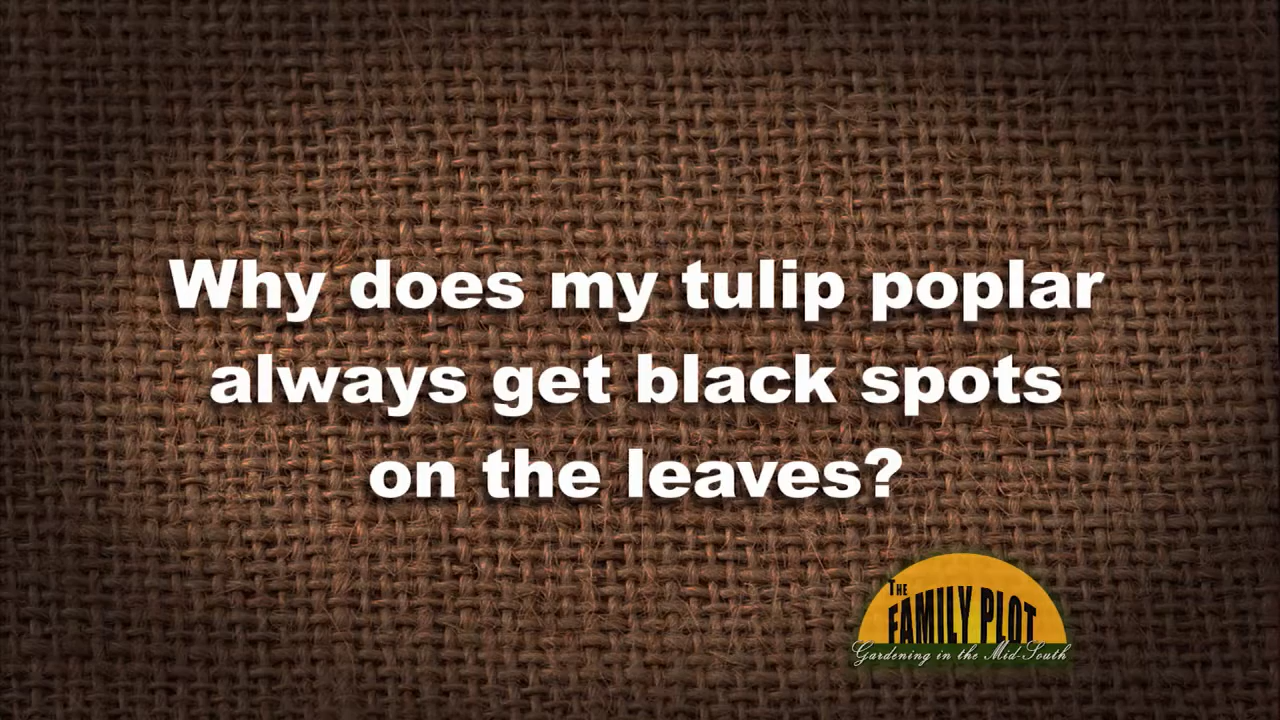 Why does my tulip poplar
always get black spots
on the leaves?
THE
FAMILY PLOT
Gardening in the Mid-South